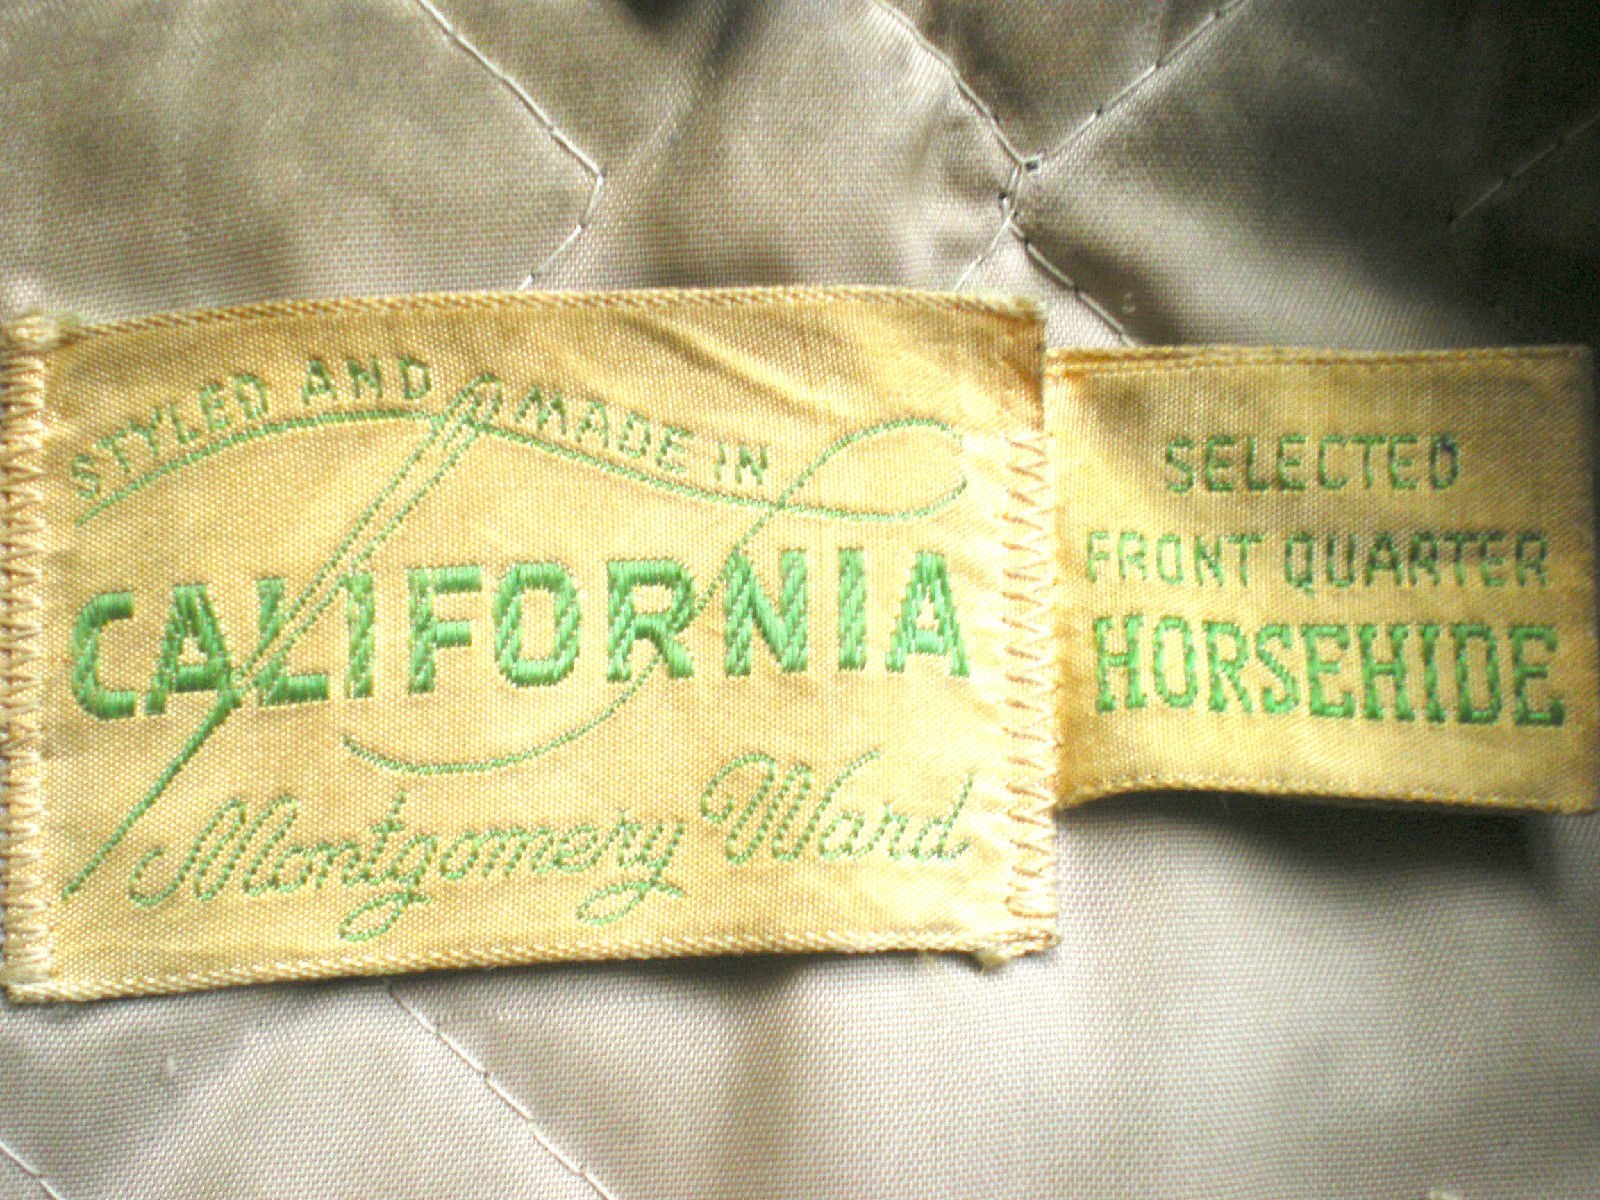 STYLED AND MADE IN
CALIFORNIA
Montgomery Ward
SELECTED
FRONT QUARTER
HORSEHIDE